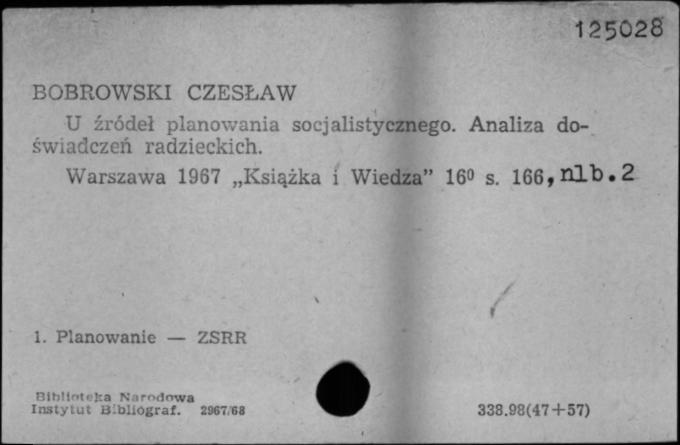 125028
BOBROWSKI CZESŁAW
U źródeł planowania socjalistycznego. Analiza do-
świadczeń radzieckich.
Warszawa 1967 „Książka i Wiedza” 16⁰ s. 166, nlb. 2
1. Planowanie — ZSRR
Biblioteka Narodowa
Instytut Bibliograf. 2967/68
338.98(47+57)